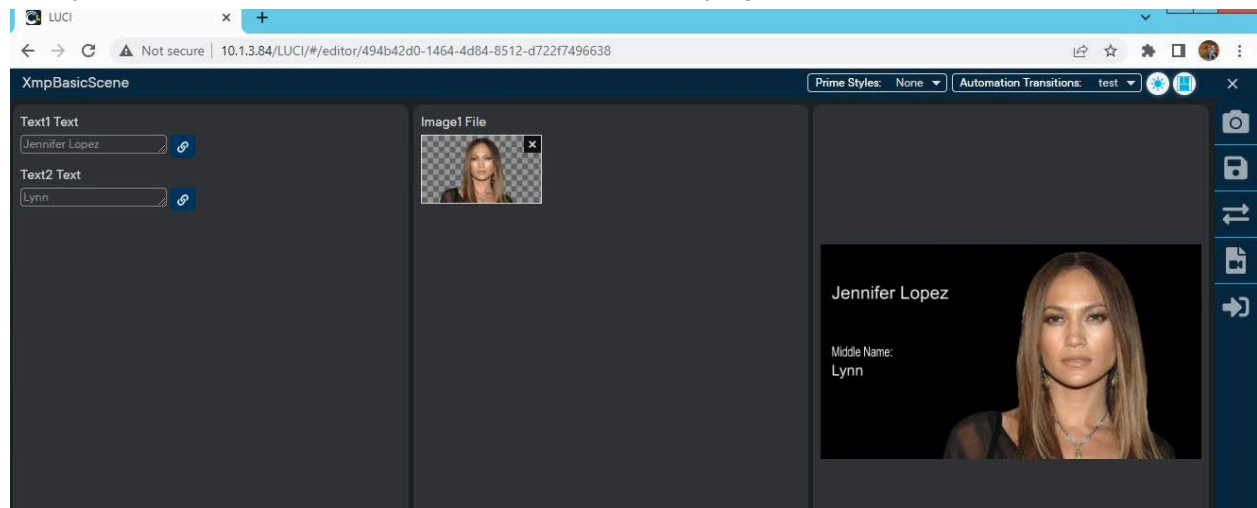 LUCI
Not secure | 10.1.3.84/LUCI/#/editor/494b42d0-1464-4d84-8512-d722f7496638
XmpBasicScene
Prime Styles: None
Automation Transitions: test
Text1 Text
Jennifer Lopez
Text2 Text
Lynn
Image1 File
Jennifer Lopez
Middle Name:
Lynn